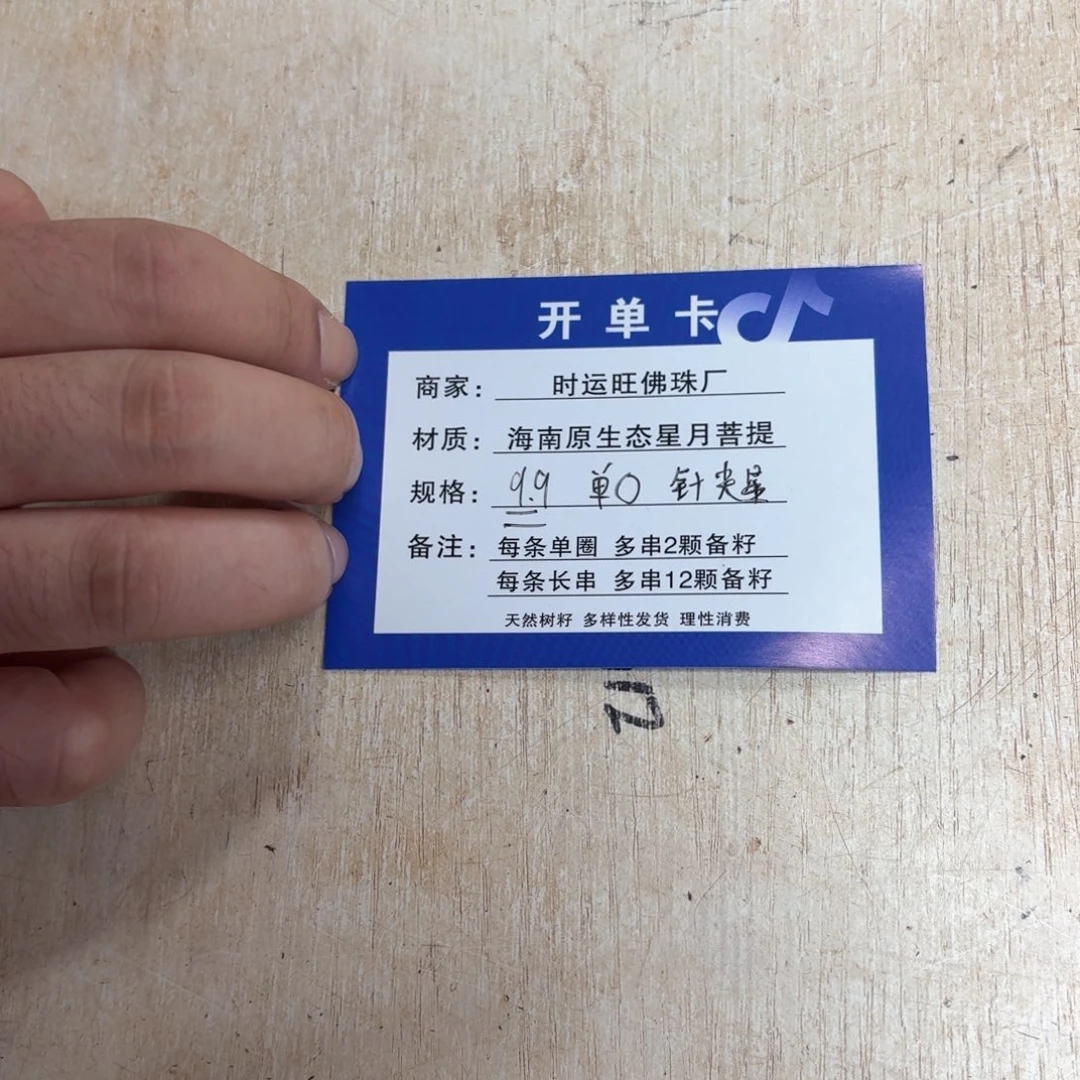 开单卡
商家：时运旺佛珠厂
材质：海南原生态星月菩提
规格：9.9 单〇 针尖星
备注：每条单圈 多串2颗备籽
每条长串 多串12颗备籽
天然树籽 多样性发货 理性消费